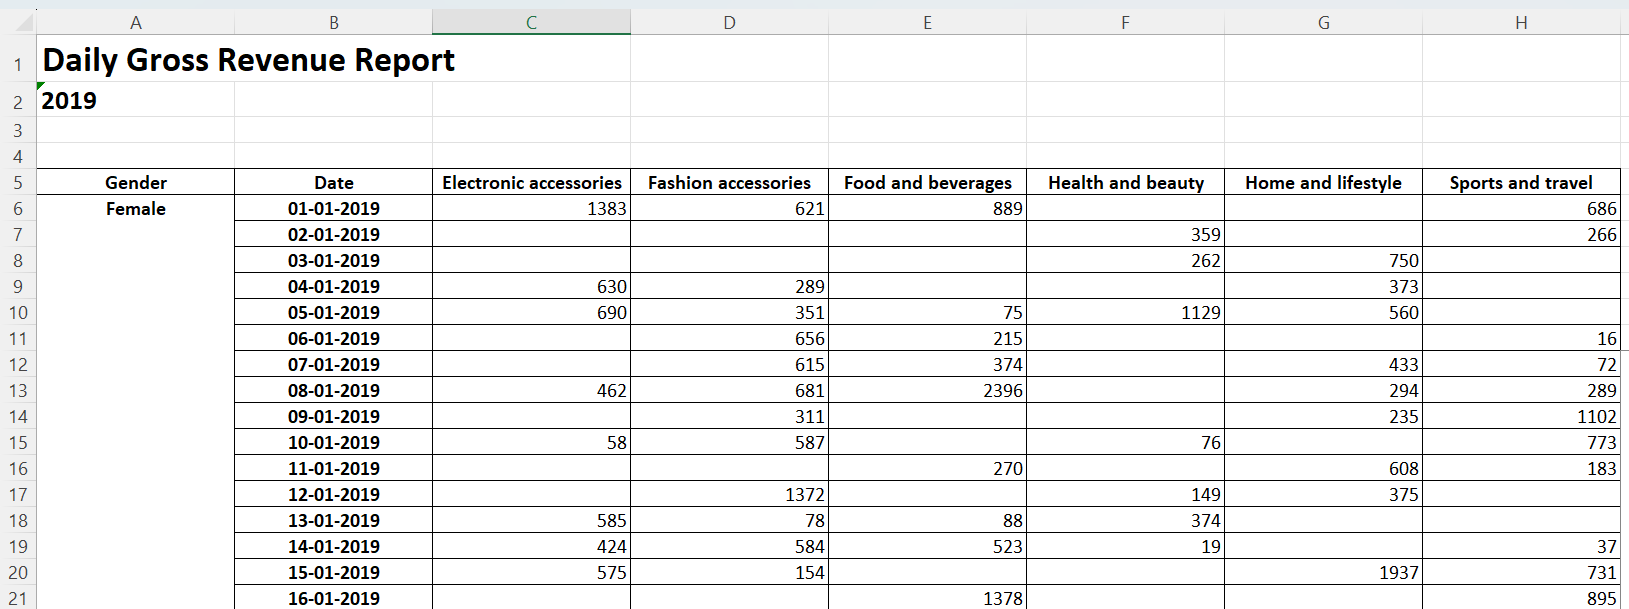 A B C D E F G H
1 Daily Gross Revenue Report
2 2019
3
4
5 Gender Date Electronic accessories Fashion accessories Food and beverages Health and beauty Home and lifestyle Sports and travel
6 Female 01-01-2019 1383 621 889 686
7 02-01-2019 359 266
8 03-01-2019 262 750
9 04-01-2019 630 289 373
10 05-01-2019 690 351 75 1129 560
11 06-01-2019 656 215 16
12 07-01-2019 615 374 433 72
13 08-01-2019 462 681 2396 294 289
14 09-01-2019 311 235 1102
15 10-01-2019 58 587 76 773
16 11-01-2019 270 608 183
17 12-01-2019 1372 149 375
18 13-01-2019 585 78 88 374
19 14-01-2019 424 584 523 19 37
20 15-01-2019 575 154 1937 731
21 16-01-2019 1378 895